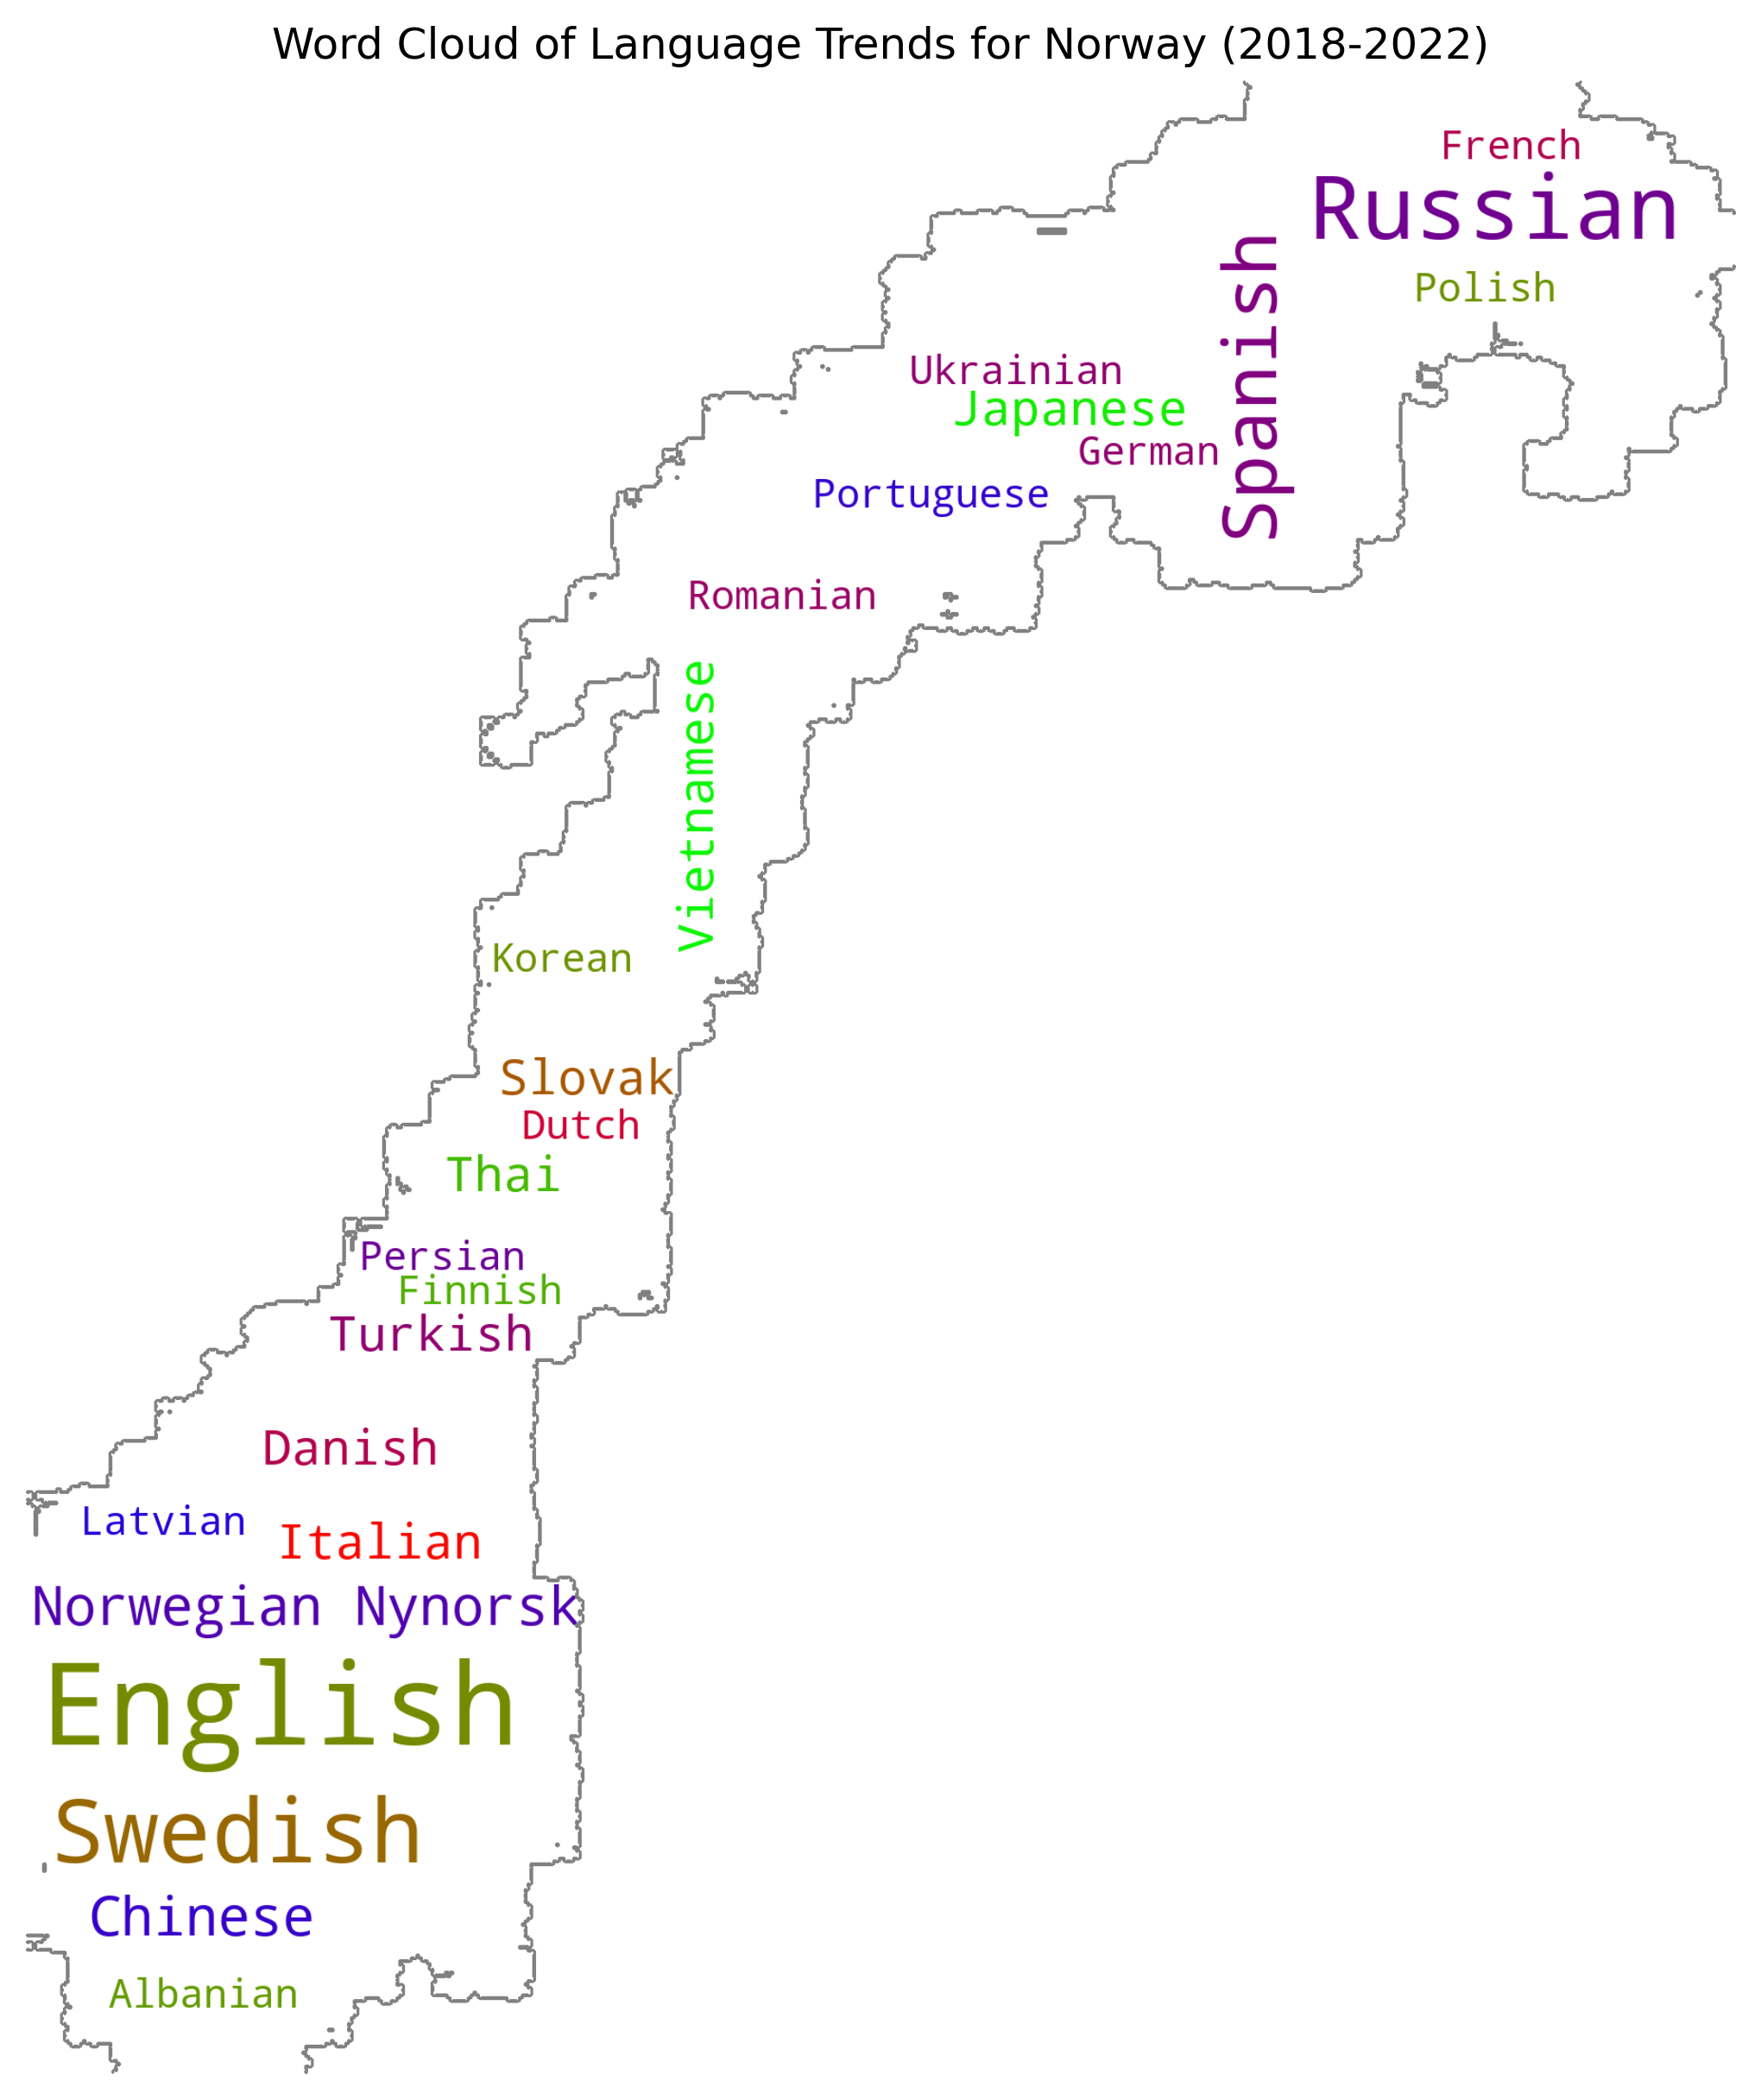 Word Cloud of Language Trends for Norway (2018-2022)
French
Russian
Spanish
Polish
Ukrainian
Japanese
German
Portuguese
Romanian
Vietnamese
Korean
Slovak
Dutch
Thai
Persian
Finnish
Turkish
Danish
Latvian
Italian
Norwegian Nynorsk
English
Swedish
Chinese
Albanian